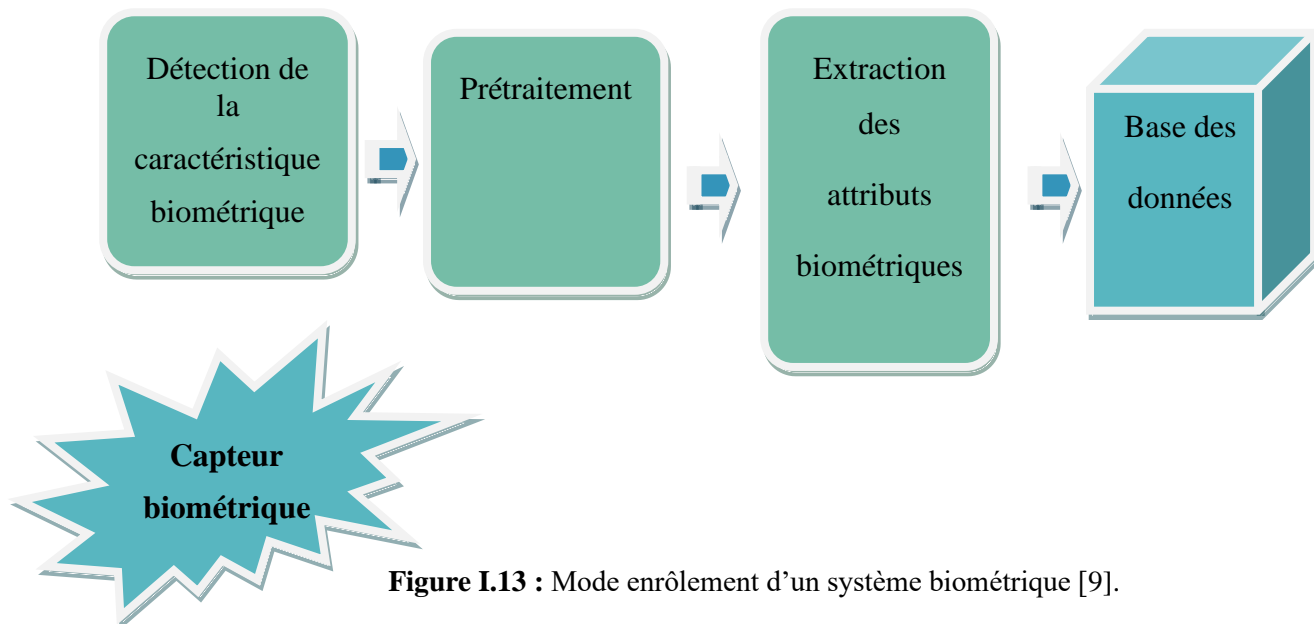 Détection de
la
caractéristique
biométrique
Prétraitement
Extraction
des
attributs
biométriques
Base des
données
Capteur
biométrique
Figure I.13 : Mode enrôlement d’un système biométrique [9].